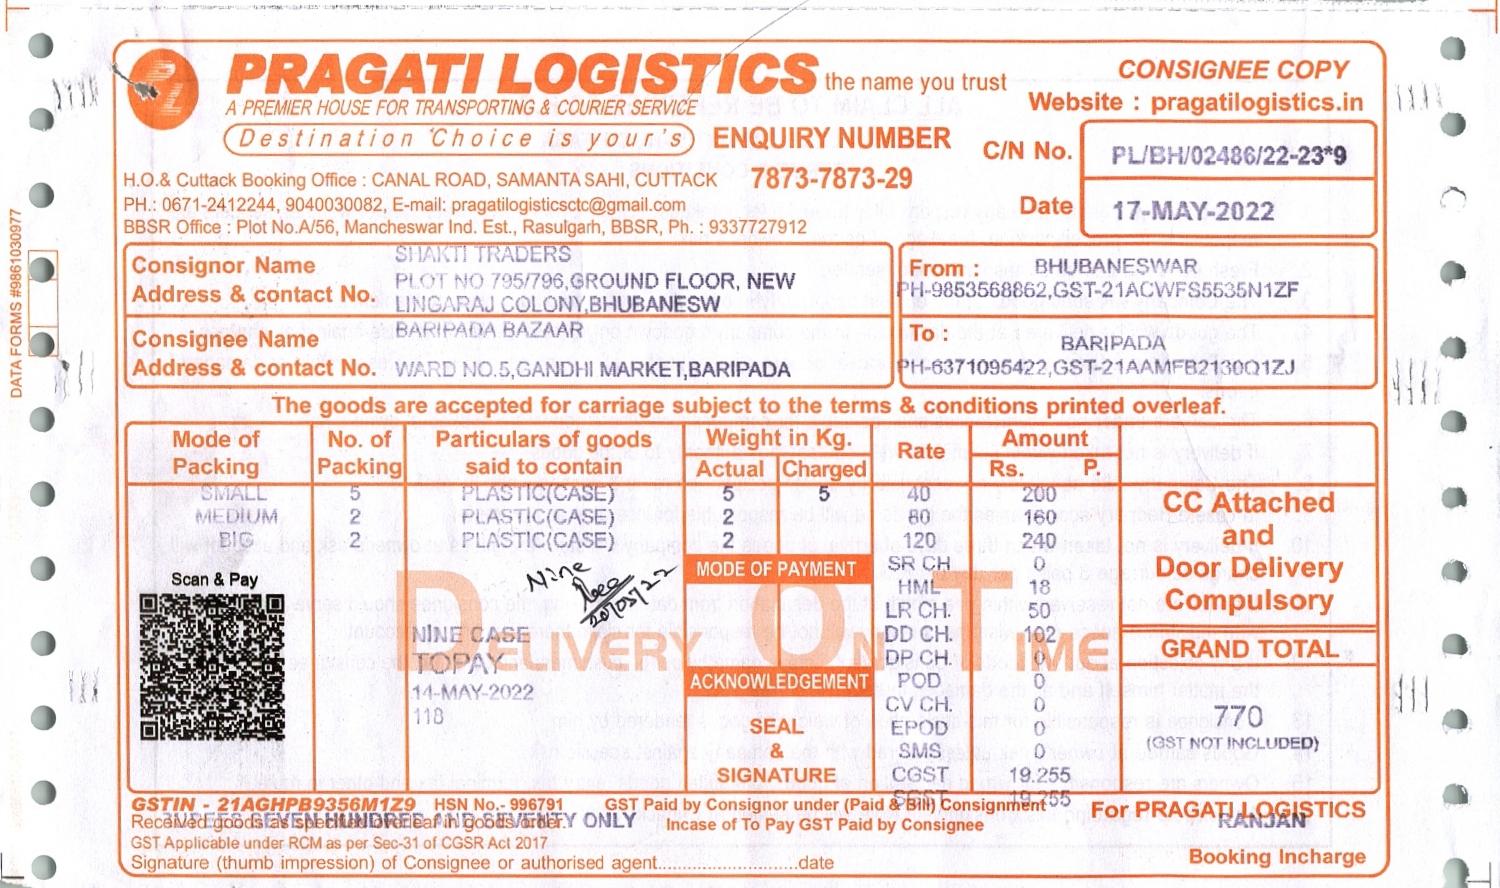 PRAGATI LOGISTICS the name you trust
A PREMIER HOUSE FOR TRANSPORTING & COURIER SERVICE
Destination Choice is your's
ENQUIRY NUMBER
7873-7873-29
CONSIGNEE COPY
Website : pragatilogistics.in
C/N No. PL/BH/02486/22-23*9
Date 17-MAY-2022
H.O.& Cuttack Booking Office : CANAL ROAD, SAMANTA SAHI, CUTTACK
PH.: 0671-2412244, 9040030082, E-mail: pragatilogisticsctc@gmail.com
BBSR Office : Plot No.A/56, Mancheswar Ind. Est., Rasulgarh, BBSR, Ph. : 9337727912
DATA FORMS #9861030977
Consignor Name
Address & contact No.
SHAKTI TRADERS
PLOT NO 795/796,GROUND FLOOR, NEW
LINGARAJ COLONY,BHUBANESW
From : BHUBANESWAR
PH-9853568862,GST-21ACWFS5535N1ZF
Consignee Name
Address & contact No.
BARIPADA BAZAAR
WARD NO.5,GANDHI MARKET,BARIPADA
To : BARIPADA
PH-6371095422,GST-21AAMFB2130Q1ZJ
The goods are accepted for carriage subject to the terms & conditions printed overleaf.
Mode of Packing No. of Packing Particulars of goods said to contain Weight in Kg. Actual Charged Rate Amount Rs. P.
SMALL 5 PLASTIC(CASE) 5 5 40 200
MEDIUM 2 PLASTIC(CASE) 2 80 160
BIG 2 PLASTIC(CASE) 2 120 240
CC Attached
and
Door Delivery
Compulsory
GRAND TOTAL
770
(GST NOT INCLUDED)
Scan & Pay
Nine
20/05/22
NINE CASE
TOPAY
14-MAY-2022
118
DELIVERY ON TIME
MODE OF PAYMENT
ACKNOWLEDGEMENT
SEAL
&
SIGNATURE
SR CH 0
HML 18
LR CH. 50
DD CH. 102
DP CH. 0
POD 0
CV CH. 0
EPOD 0
SMS 0
CGST 19.255
SGST 19.255
GSTIN - 21AGHPB9356M1Z9 HSN No.- 996791
GST Paid by Consignor under (Paid & Bill) Consignment
Incase of To Pay GST Paid by Consignee
Received goods as specified overleaf in goods order.
RUPEES SEVEN HUNDRED AND SEVENTY ONLY
GST Applicable under RCM as per Sec-31 of CGSR Act 2017
Signature (thumb impression) of Consignee or authorised agent..............................date
For PRAGATI LOGISTICS
RANJAN
Booking Incharge